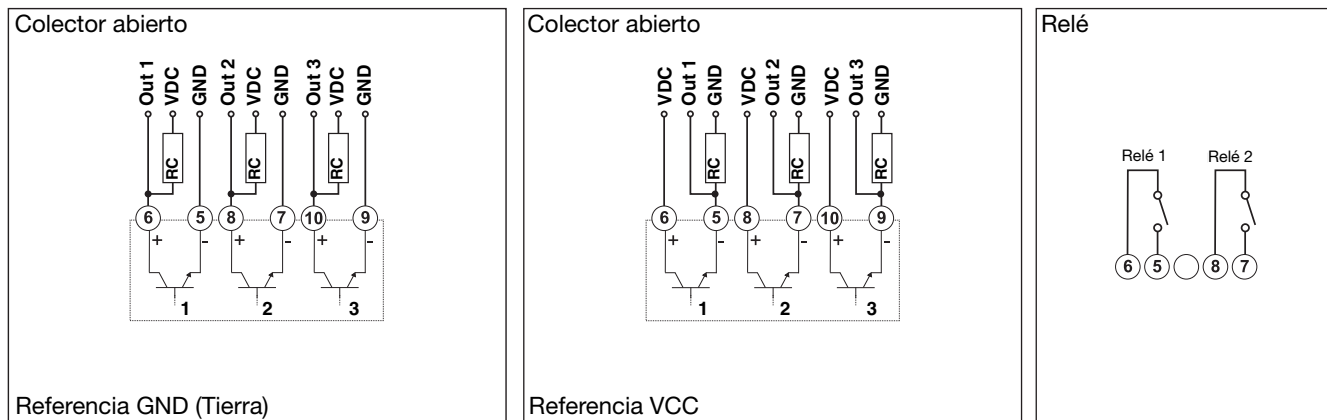 Colector abierto
Out 1 VDC GND Out 2 VDC GND Out 3 VDC GND
RC RC RC
6 5 8 7 10 9
+ - + - + -
1 2 3
Referencia GND (Tierra)
Colector abierto
VDC Out 1 GND VDC Out 2 GND VDC Out 3 GND
RC RC RC
6 5 8 7 10 9
+ - + - + -
1 2 3
Referencia VCC
Relé
Relé 1 Relé 2
6 5 8 7